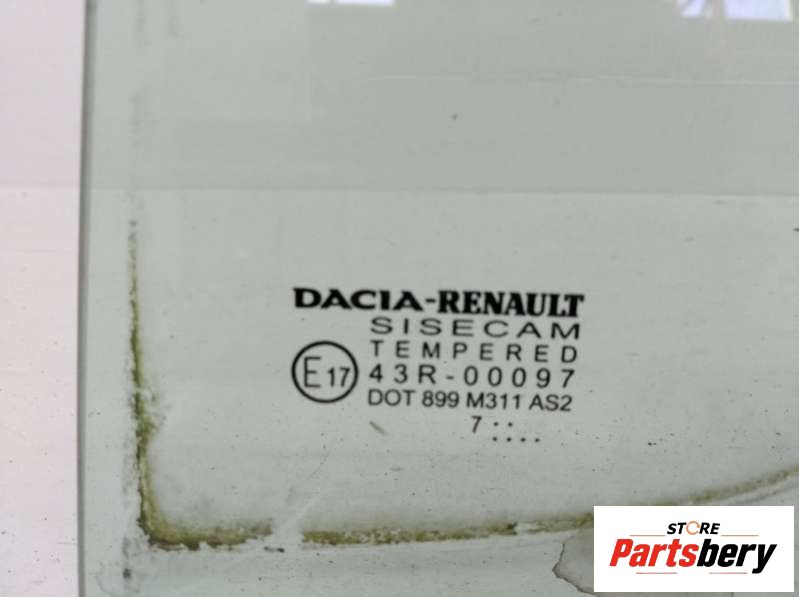 DACIA-RENAULT
SISECAM
TEMPERED
E17 43R-00097
DOT 899 M311 AS2
7 ⁚ ....
STORE
Partsbery